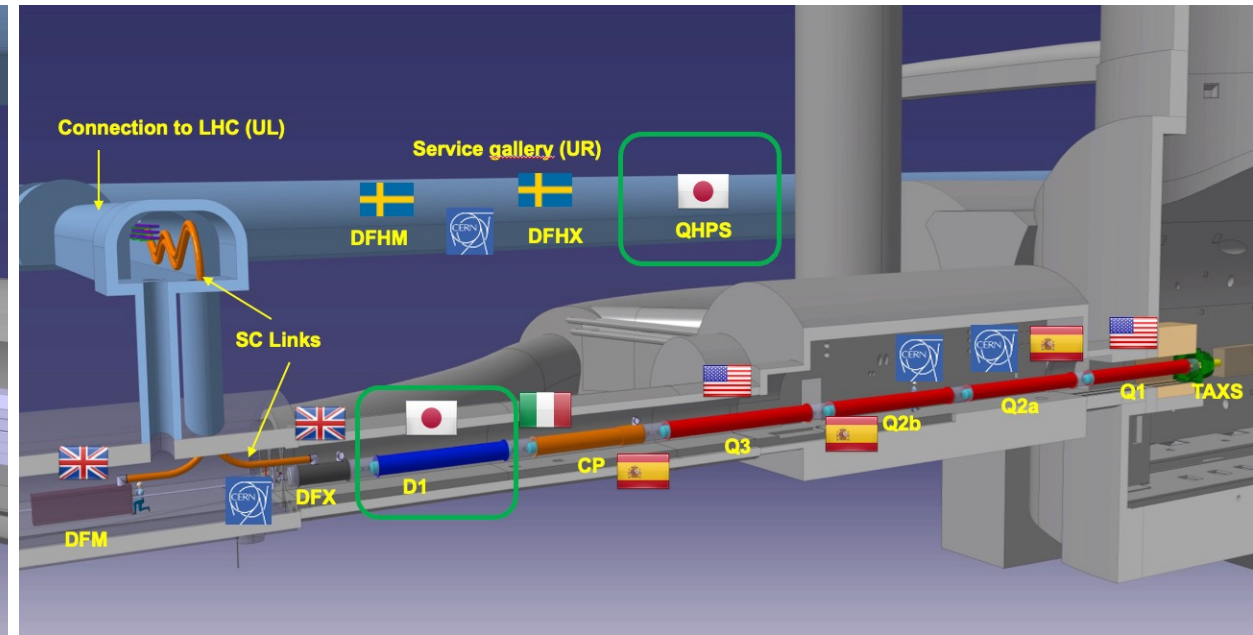 Connection to LHC (UL)
Service gallery (UR)
DFHM
CERN
DFHX
QHPS
SC Links
CERN
CERN
Q1
TAXS
Q2a
Q2b
Q3
CP
D1
DFX
CERN
DFM